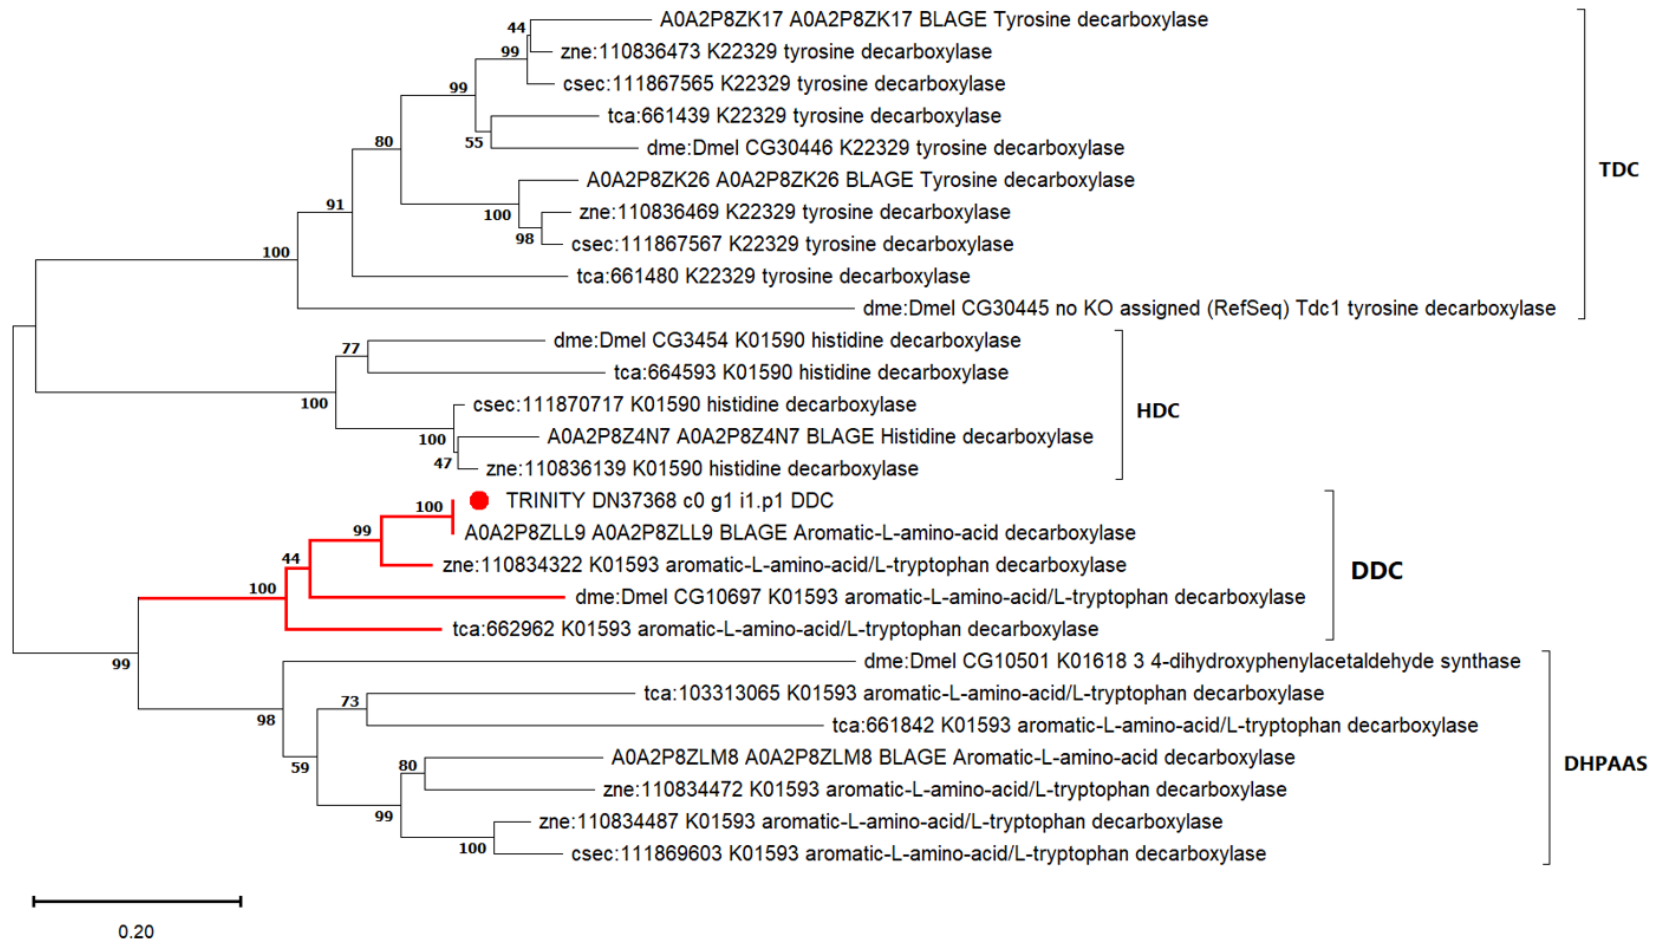 44
A0A2P8ZK17 A0A2P8ZK17 BLAGE Tyrosine decarboxylase
99
zne:110836473 K22329 tyrosine decarboxylase
99
csec:111867565 K22329 tyrosine decarboxylase
tca:661439 K22329 tyrosine decarboxylase
80
55
dme:Dmel CG30446 K22329 tyrosine decarboxylase
TDC
A0A2P8ZK26 A0A2P8ZK26 BLAGE Tyrosine decarboxylase
91
100
zne:110836469 K22329 tyrosine decarboxylase
98
csec:111867567 K22329 tyrosine decarboxylase
100
tca:661480 K22329 tyrosine decarboxylase
dme:Dmel CG30445 no KO assigned (RefSeq) Tdc1 tyrosine decarboxylase
77
dme:Dmel CG3454 K01590 histidine decarboxylase
tca:664593 K01590 histidine decarboxylase
100
csec:111870717 K01590 histidine decarboxylase
HDC
100
A0A2P8Z4N7 A0A2P8Z4N7 BLAGE Histidine decarboxylase
47
zne:110836139 K01590 histidine decarboxylase
100
TRINITY DN37368 c0 g1 i1.p1 DDC
99
A0A2P8ZLL9 A0A2P8ZLL9 BLAGE Aromatic-L-amino-acid decarboxylase
44
zne:110834322 K01593 aromatic-L-amino-acid/L-tryptophan decarboxylase
DDC
100
dme:Dmel CG10697 K01593 aromatic-L-amino-acid/L-tryptophan decarboxylase
tca:662962 K01593 aromatic-L-amino-acid/L-tryptophan decarboxylase
99
dme:Dmel CG10501 K01618 3 4-dihydroxyphenylacetaldehyde synthase
73
tca:103313065 K01593 aromatic-L-amino-acid/L-tryptophan decarboxylase
98
tca:661842 K01593 aromatic-L-amino-acid/L-tryptophan decarboxylase
59
80
A0A2P8ZLM8 A0A2P8ZLM8 BLAGE Aromatic-L-amino-acid decarboxylase
DHPAAS
zne:110834472 K01593 aromatic-L-amino-acid/L-tryptophan decarboxylase
99
zne:110834487 K01593 aromatic-L-amino-acid/L-tryptophan decarboxylase
100
csec:111869603 K01593 aromatic-L-amino-acid/L-tryptophan decarboxylase
0.20